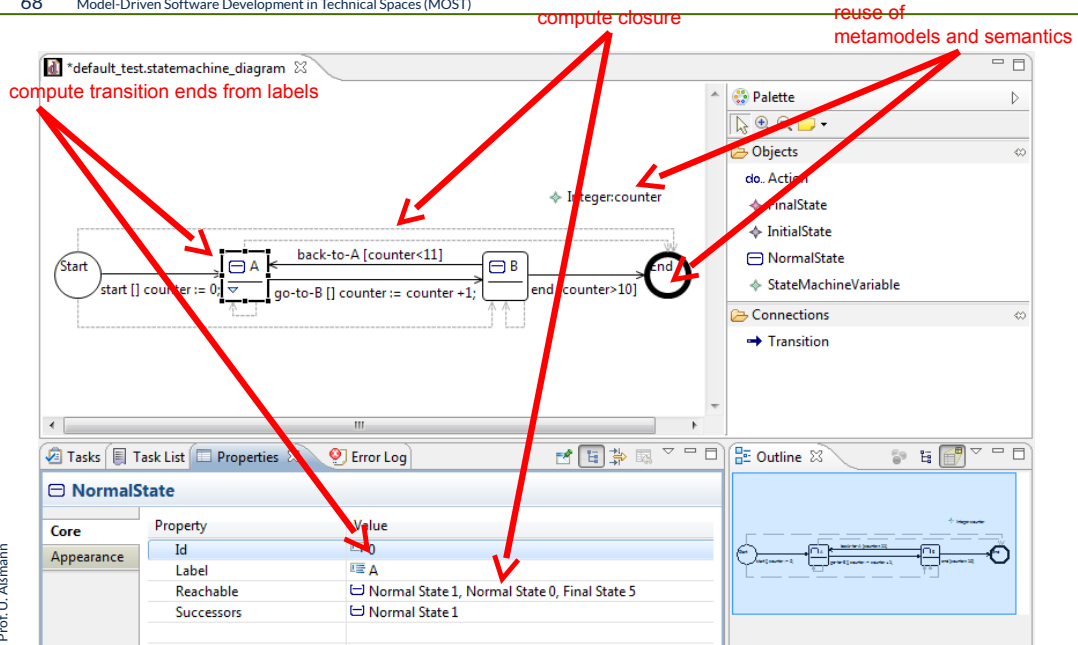 68 Model-Driven Software Development in Technical Spaces (MOST)
compute closure
reuse of
metamodels and semantics
*default_test.statemachine_diagram
compute transition ends from labels
Palette
Objects
do.. Action
FinalState
InitialState
NormalState
StateMachineVariable
Connections
Transition
Integer:counter
back-to-A [counter<11]
Start
A
B
End
start [] counter := 0;
go-to-B [] counter := counter +1;
end [counter>10]
Tasks
Task List
Properties
Error Log
Outline
NormalState
Core
Appearance
Property Value
Id 0
Label A
Reachable Normal State 1, Normal State 0, Final State 5
Successors Normal State 1
Prof. U. Aßmann